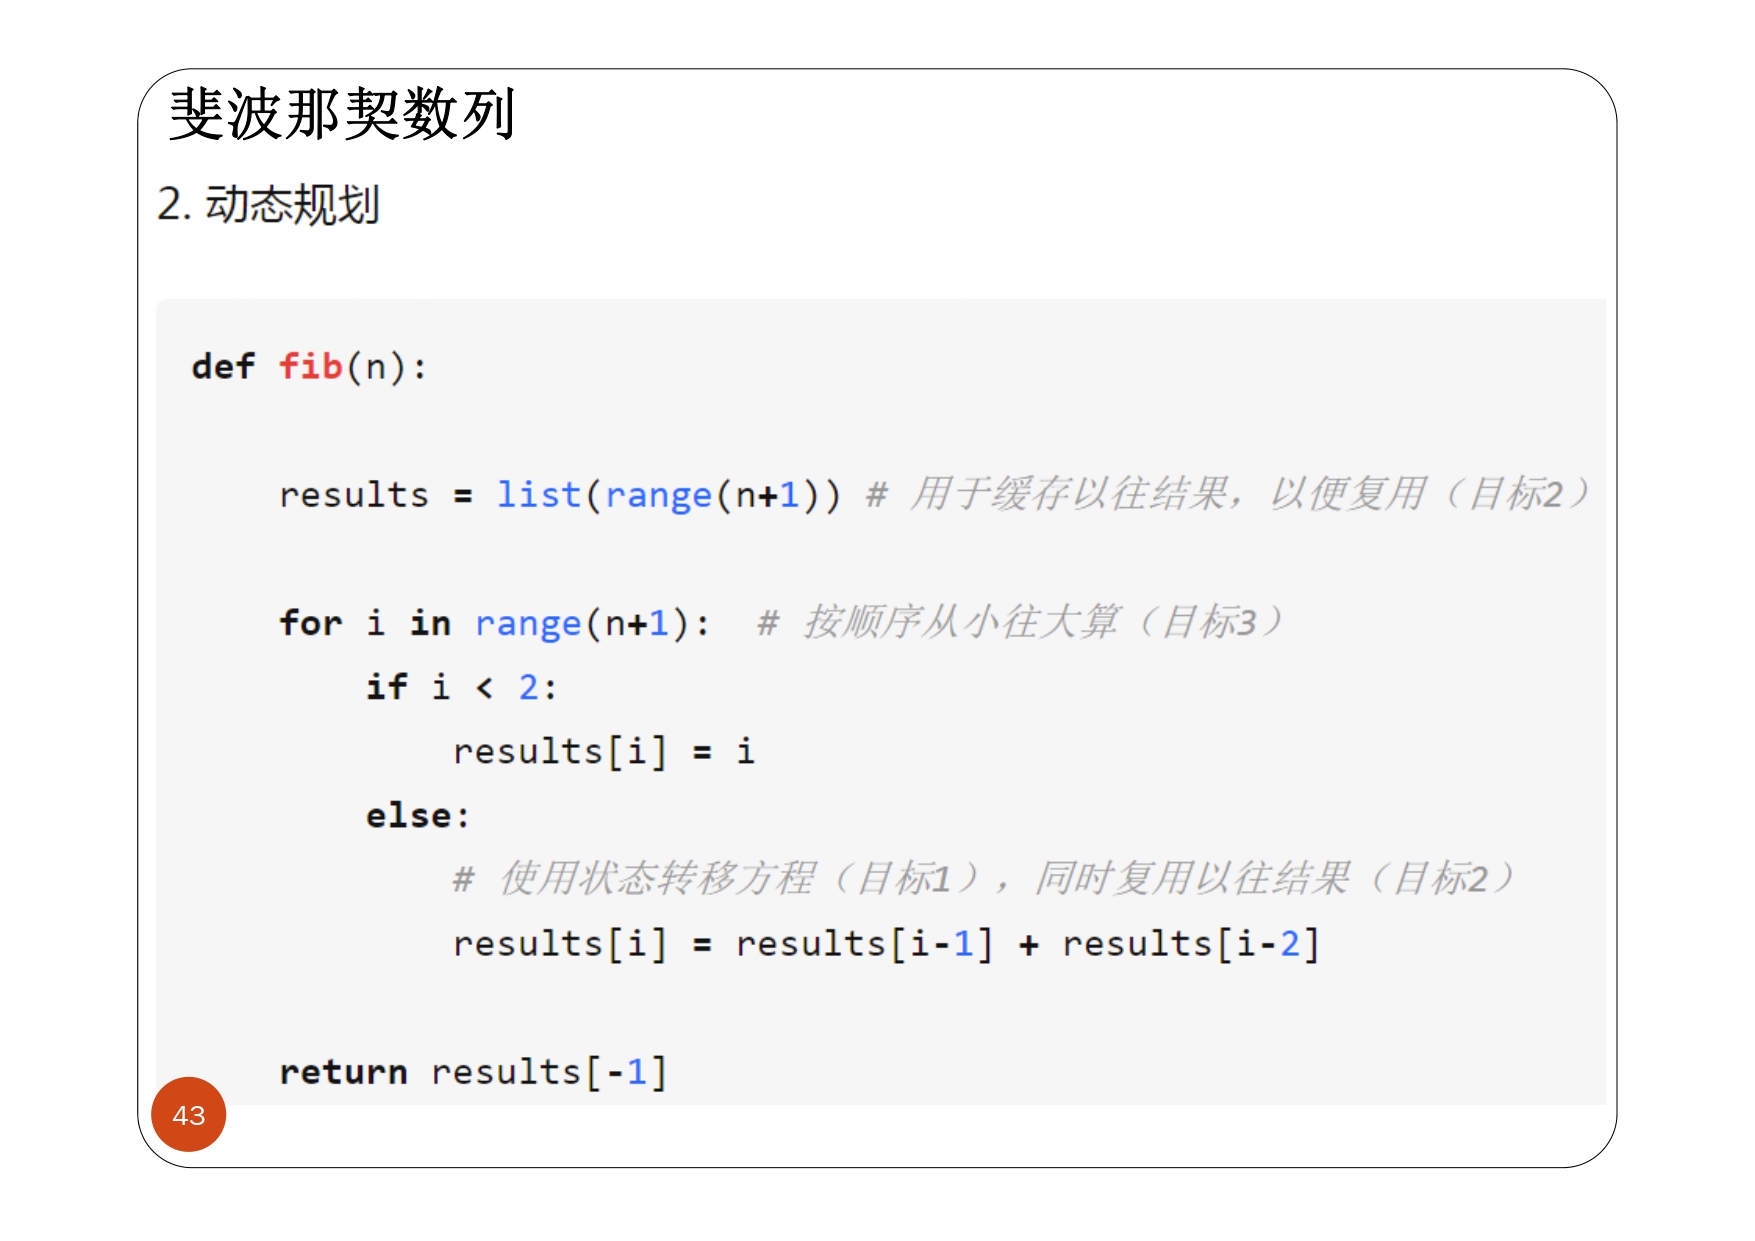 斐波那契数列
2. 动态规划
def fib(n):
results = list(range(n+1)) # 用于缓存以往结果，以便复用（目标2）
for i in range(n+1):  # 按顺序从小往大算（目标3）
if i < 2:
results[i] = i
else:
# 使用状态转移方程（目标1），同时复用以往结果（目标2）
results[i] = results[i-1] + results[i-2]
return results[-1]
43